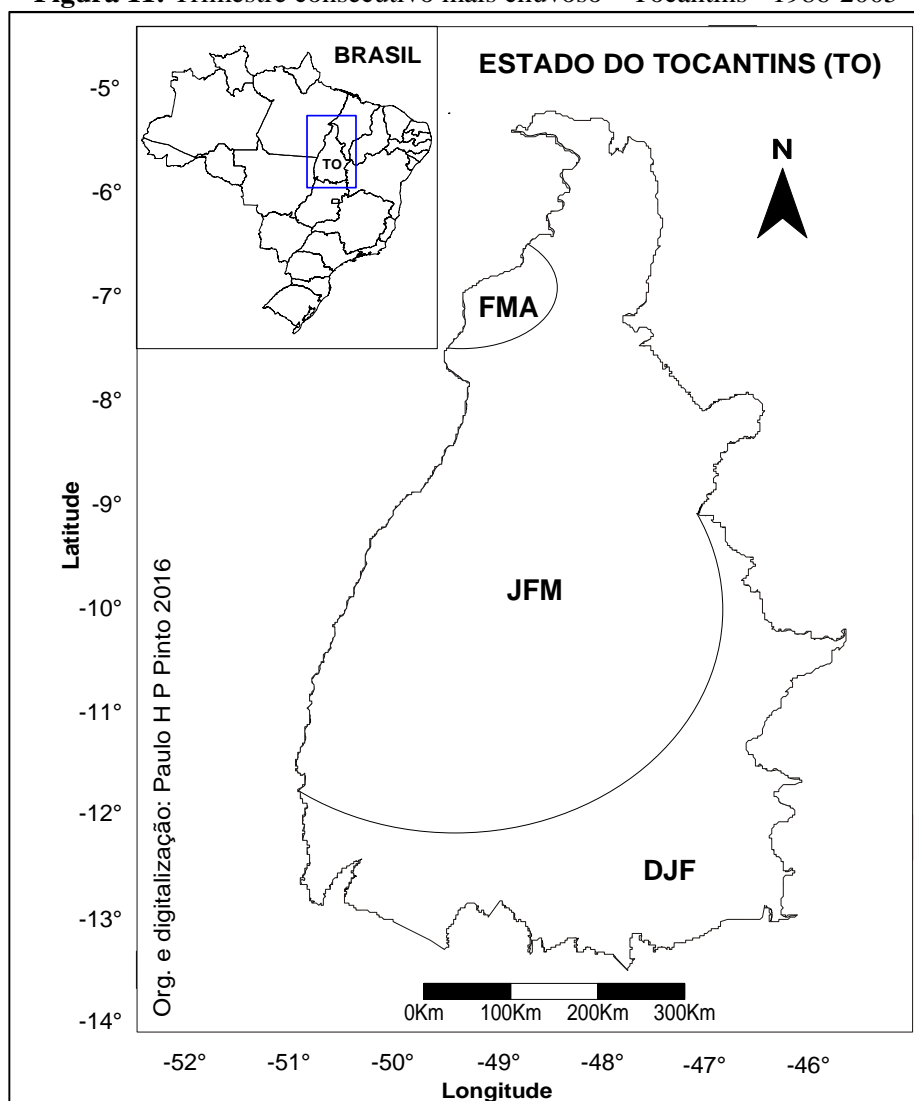 Figura 11: Trimestre consecutivo mais chuvoso – Tocantins - 1986-2005
BRASIL
ESTADO DO TOCANTINS (TO)
TO
N
FMA
JFM
DJF
Latitude
-5°
-6°
-7°
-8°
-9°
-10°
-11°
-12°
-13°
-14°
Org. e digitalização: Paulo H P Pinto 2016
0Km 100Km 200Km 300Km
-52° -51° -50° -49° -48° -47° -46°
Longitude